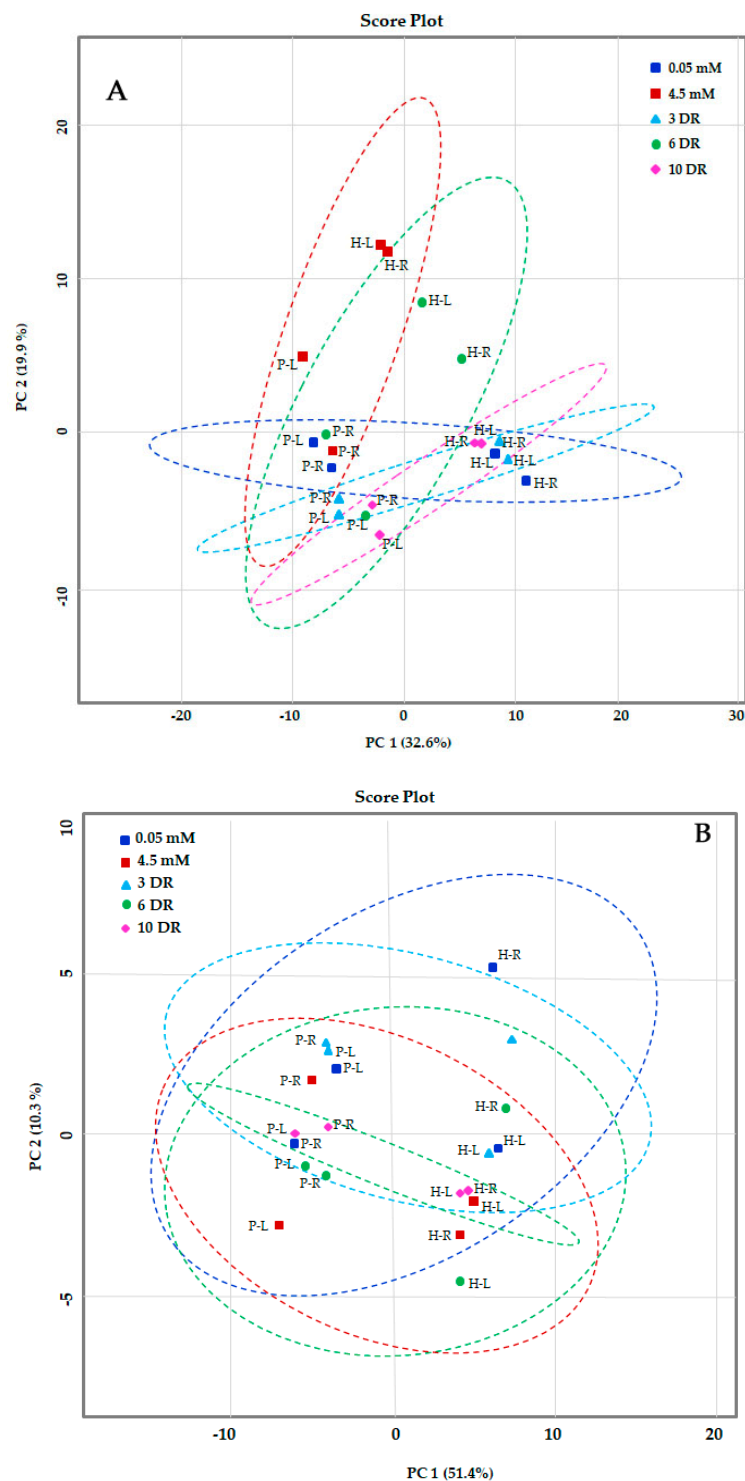 Score Plot
A
0.05 mM
4.5 mM
3 DR
6 DR
10 DR
20
10
0
-10
PC 2 (19.9 %)
H-L
H-R
H-L
H-R
P-L
P-L
P-R
P-R
P-R
H-L
H-R
H-R
H-L
H-L
H-R
P-R
P-R
P-L
P-L
P-L
-20
-10
0
10
20
30
PC 1 (32.6%)
Score Plot
B
0.05 mM
4.5 mM
3 DR
6 DR
10 DR
10
5
0
-5
PC 2 (10.3 %)
H-R
P-R
P-L
P-L
P-R
H-R
P-L
P-R
P-R
H-L
H-L
P-L
P-R
H-L
H-R
H-L
P-L
H-R
H-L
-10
0
10
20
PC 1 (51.4%)